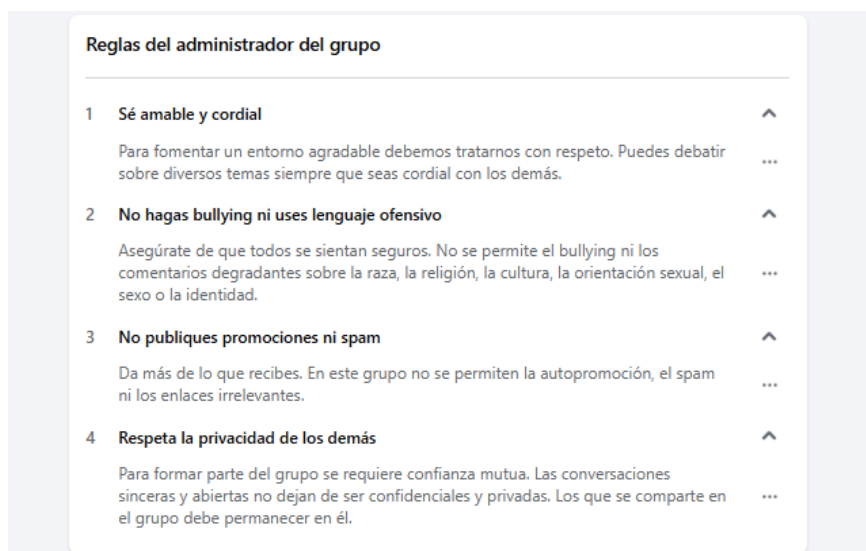 Reglas del administrador del grupo
1 Sé amable y cordial
Para fomentar un entorno agradable debemos tratarnos con respeto. Puedes debatir
sobre diversos temas siempre que seas cordial con los demás.
2 No hagas bullying ni uses lenguaje ofensivo
Asegúrate de que todos se sientan seguros. No se permite el bullying ni los
comentarios degradantes sobre la raza, la religión, la cultura, la orientación sexual, el
sexo o la identidad.
3 No publiques promociones ni spam
Da más de lo que recibes. En este grupo no se permiten la autopromoción, el spam
ni los enlaces irrelevantes.
4 Respeta la privacidad de los demás
Para formar parte del grupo se requiere confianza mutua. Las conversaciones
sinceras y abiertas no dejan de ser confidenciales y privadas. Los que se comparte en
el grupo debe permanecer en él.